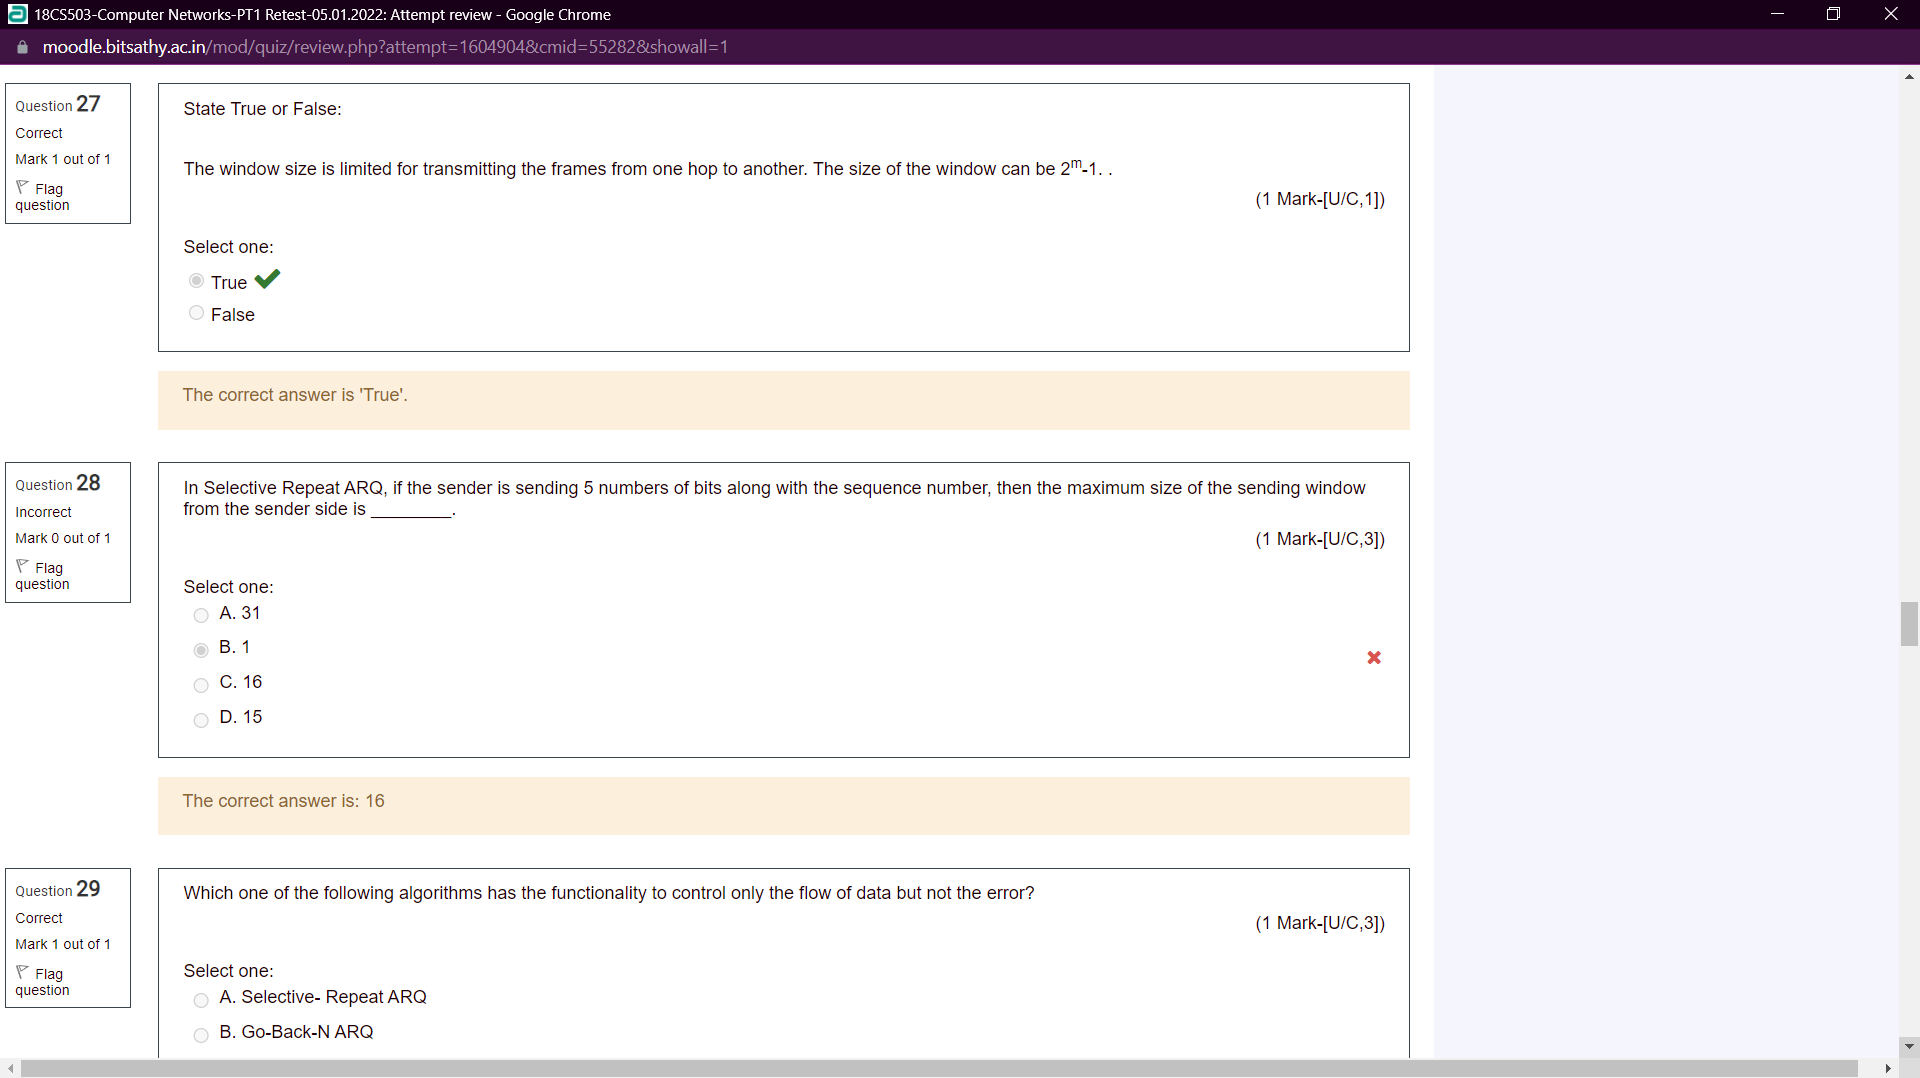 18CS503-Computer Networks-PT1 Retest-05.01.2022: Attempt review - Google Chrome
moodle.bitsathy.ac.in/mod/quiz/review.php?attempt=1604904&cmid=55282&showall=1
Question 27
Correct
Mark 1 out of 1
Flag
question
State True or False:
The window size is limited for transmitting the frames from one hop to another. The size of the window can be 2^m-1. .
(1 Mark-[U/C,1])
Select one:
True
False
The correct answer is 'True'.
Question 28
Incorrect
Mark 0 out of 1
Flag
question
In Selective Repeat ARQ, if the sender is sending 5 numbers of bits along with the sequence number, then the maximum size of the sending window
from the sender side is ________.
(1 Mark-[U/C,3])
Select one:
A. 31
B. 1
C. 16
D. 15
The correct answer is: 16
Question 29
Correct
Mark 1 out of 1
Flag
question
Which one of the following algorithms has the functionality to control only the flow of data but not the error?
(1 Mark-[U/C,3])
Select one:
A. Selective- Repeat ARQ
B. Go-Back-N ARQ